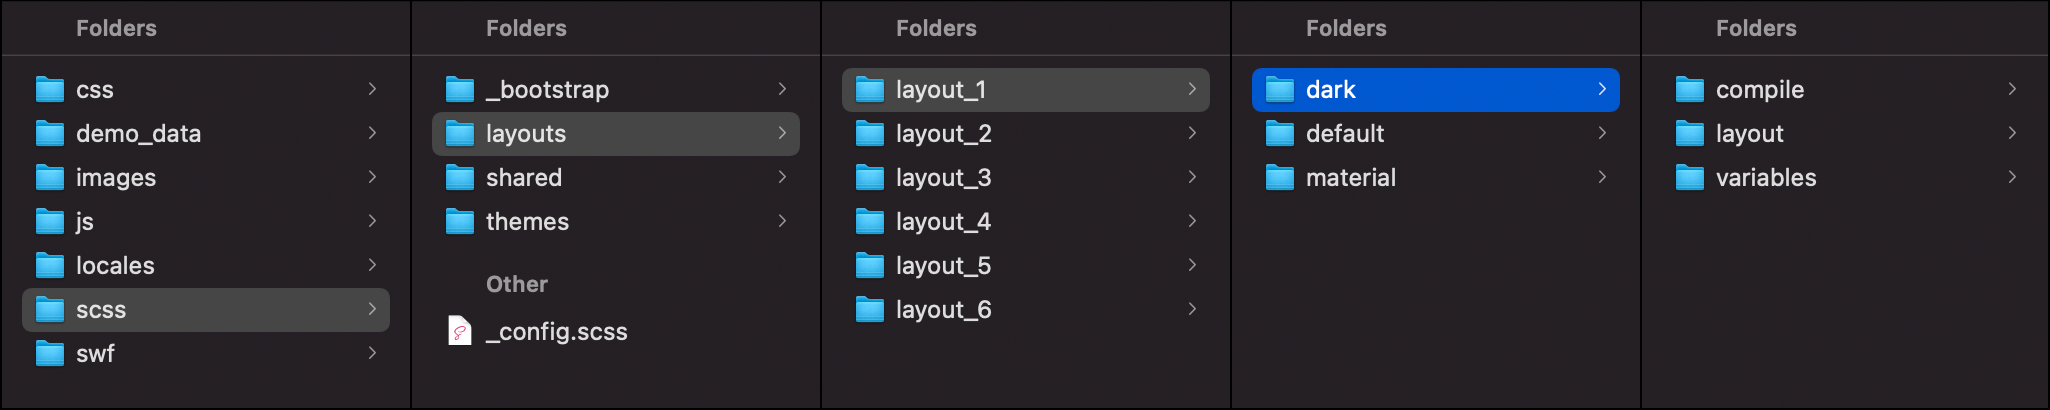 Folders
css
demo_data
images
js
locales
scss
swf
Folders
_bootstrap
layouts
shared
themes
Other
_config.scss
Folders
layout_1
layout_2
layout_3
layout_4
layout_5
layout_6
Folders
dark
default
material
Folders
compile
layout
variables